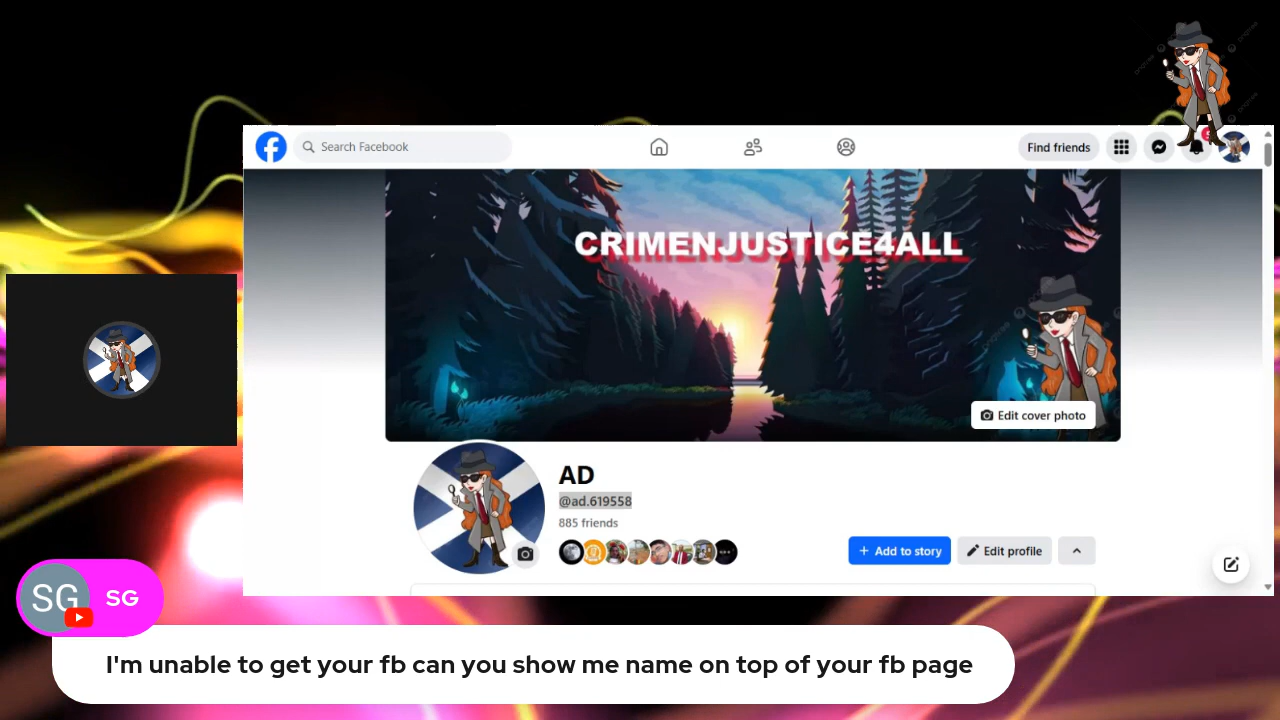 Search Facebook
Find friends
CRIMENJUSTICE4ALL
Edit cover photo
AD
@ad.619558
885 friends
+ Add to story
Edit profile
SG
SG
I'm unable to get your fb can you show me name on top of your fb page